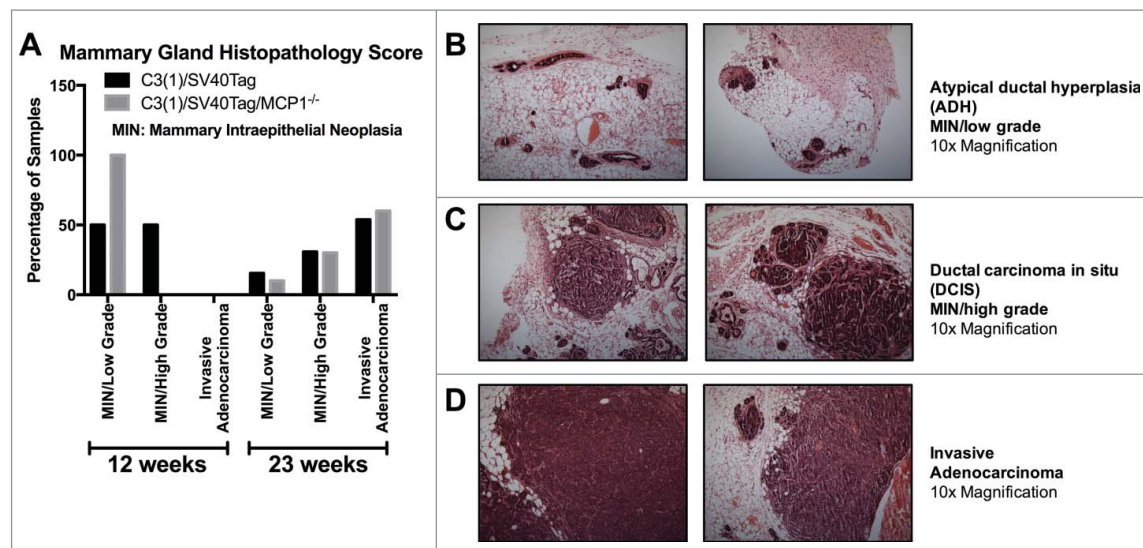 A
Mammary Gland Histopathology Score
C3(1)/SV40Tag
C3(1)/SV40Tag/MCP1-/-
MIN: Mammary Intraepithelial Neoplasia
Percentage of Samples
150
100
50
0
MIN/Low Grade
MIN/High Grade
Invasive
Adenocarcinoma
MIN/Low Grade
MIN/High Grade
Invasive
Adenocarcinoma
12 weeks
23 weeks
B
Atypical ductal hyperplasia
(ADH)
MIN/low grade
10x Magnification
C
Ductal carcinoma in situ
(DCIS)
MIN/high grade
10x Magnification
D
Invasive
Adenocarcinoma
10x Magnification